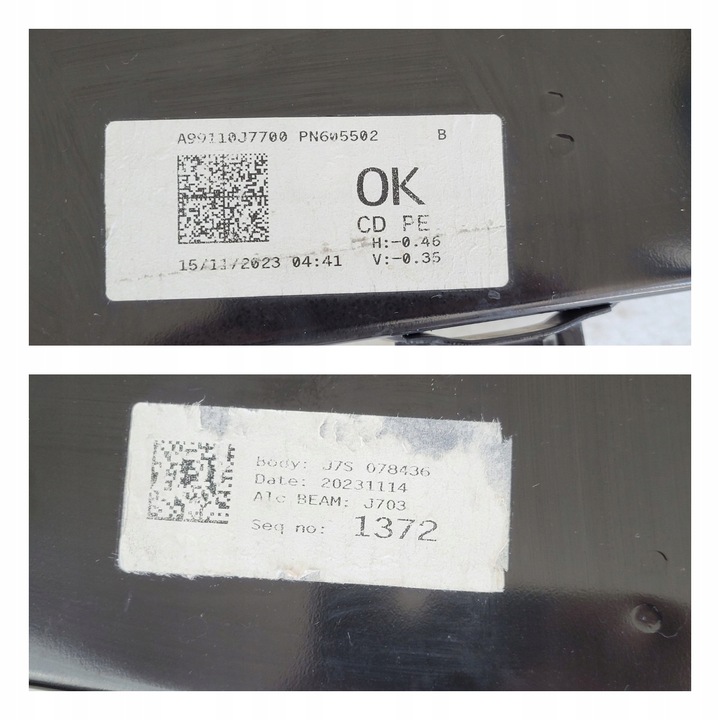 A99110J7700 PN605502 B
OK
CD PE
H:-0.46
15/11/2023 04:41 V:-0.35
Body: J7S 078436
Date: 20231114
Alc BEAM: J703
Seq no: 1372